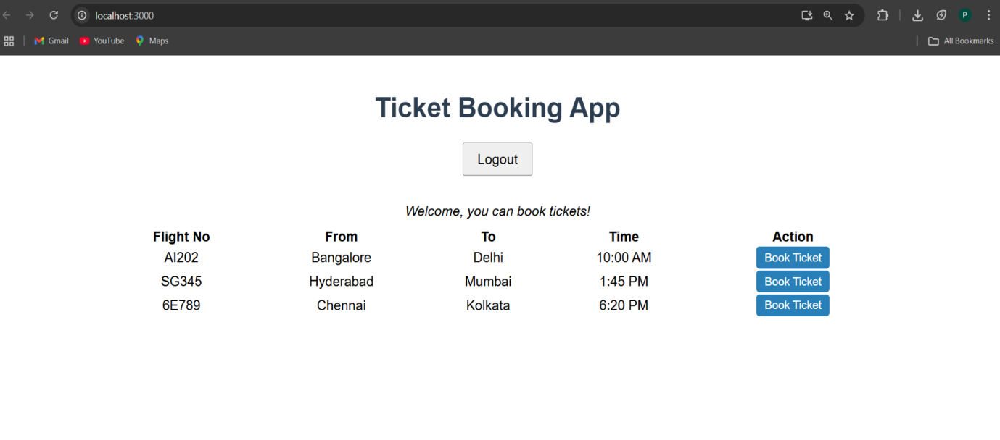 localhost:3000
P
Gmail YouTube Maps All Bookmarks
Ticket Booking App
Logout
Welcome, you can book tickets!
Flight No From To Time Action
AI202 Bangalore Delhi 10:00 AM Book Ticket
SG345 Hyderabad Mumbai 1:45 PM Book Ticket
6E789 Chennai Kolkata 6:20 PM Book Ticket